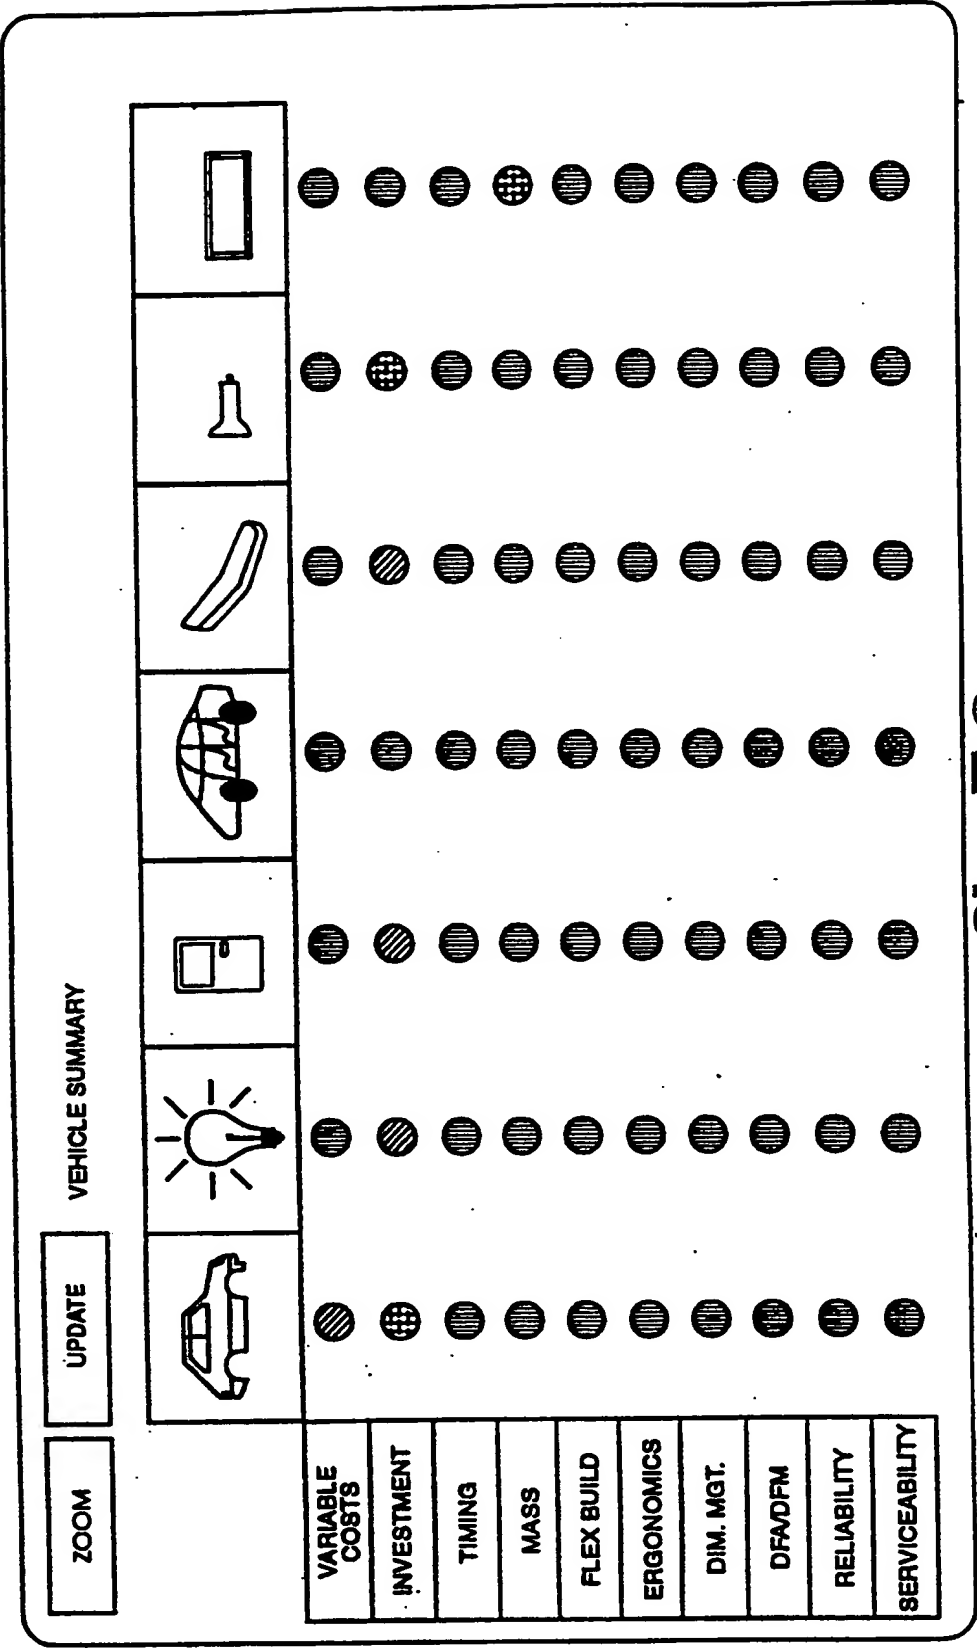 ZOOM
UPDATE
VEHICLE SUMMARY
VARIABLE
COSTS
INVESTMENT
TIMING
MASS
FLEX BUILD
ERGONOMICS
DIM. MGT.
DFA/DFM
RELIABILITY
SERVICEABILITY